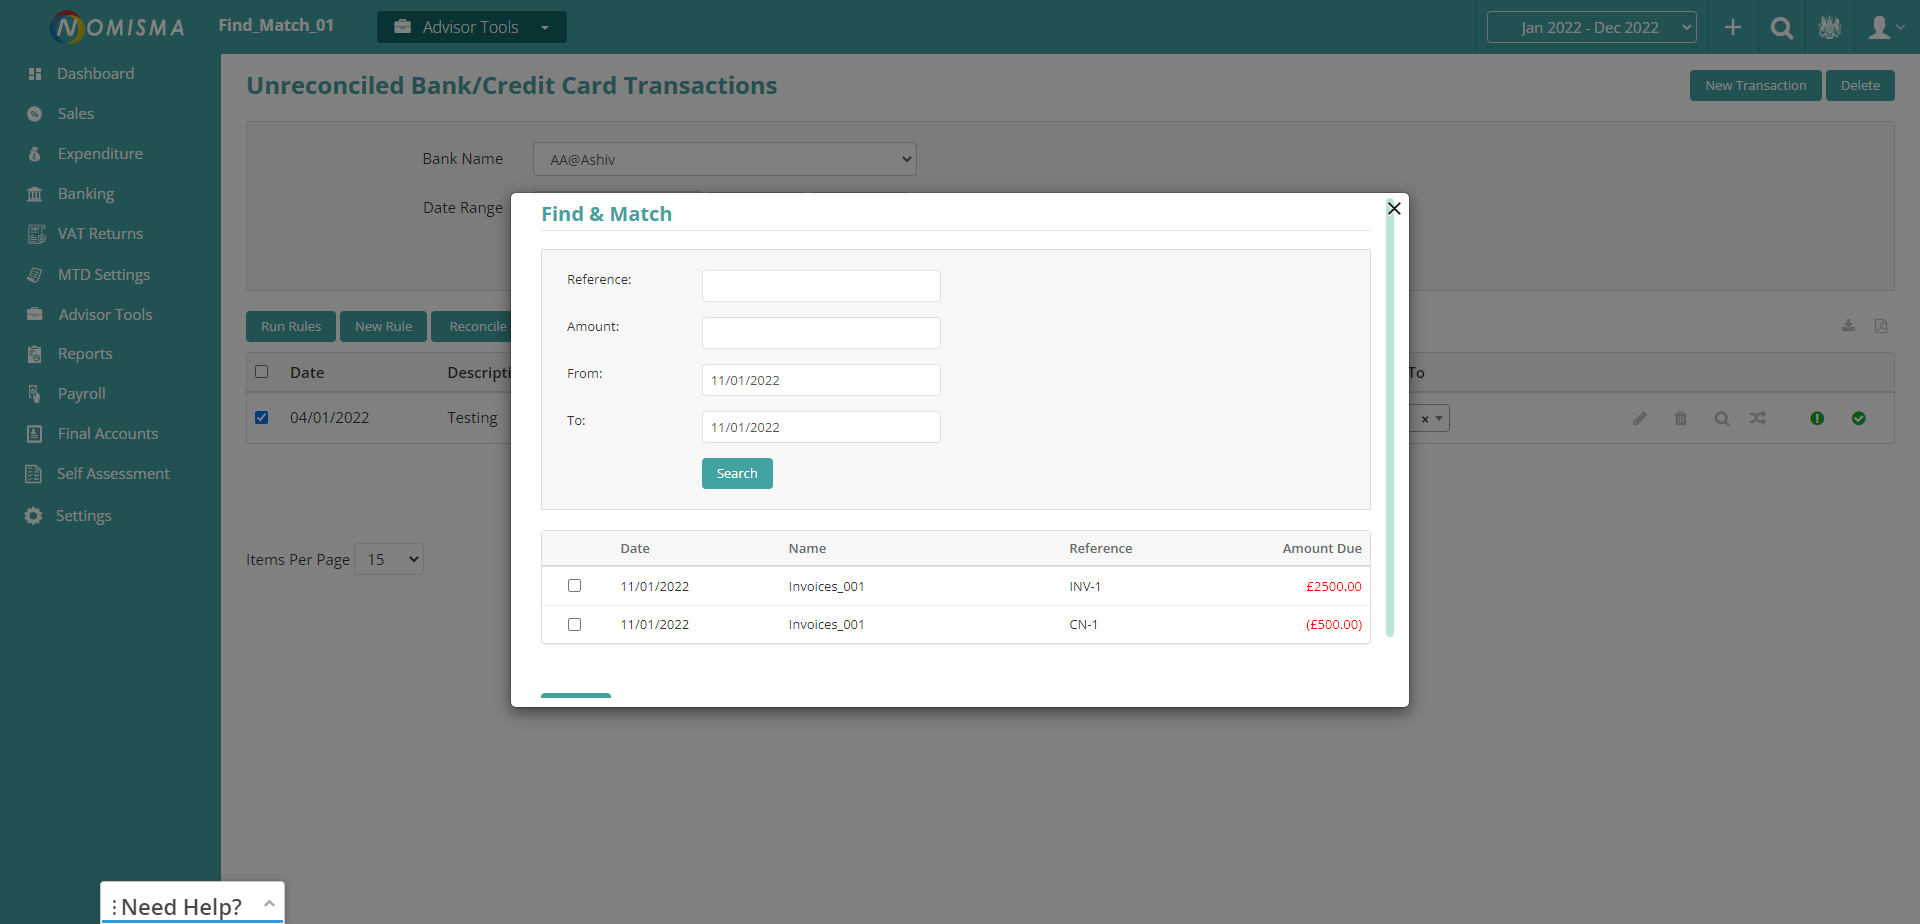 NOMISMA
Find_Match_01
Advisor Tools
Jan 2022 - Dec 2022
Dashboard
Sales
Expenditure
Banking
VAT Returns
MTD Settings
Advisor Tools
Reports
Payroll
Final Accounts
Self Assessment
Settings
Unreconciled Bank/Credit Card Transactions
New Transaction
Delete
Bank Name
AA@Ashiv
Date Range
Run Rules
New Rule
Reconcile
Date
Descripti
To
04/01/2022
Testing
Items Per Page
15
Find & Match
Reference:
Amount:
From:
11/01/2022
To:
11/01/2022
Search
Date Name Reference Amount Due
11/01/2022 Invoices_001 INV-1 £2500.00
11/01/2022 Invoices_001 CN-1 (£500.00)
Need Help?